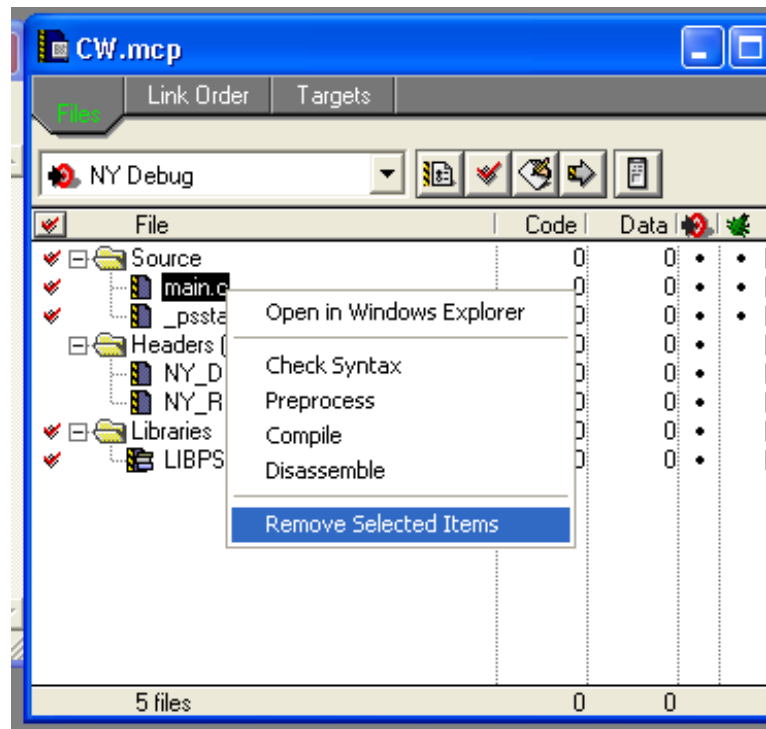 CW.mcp
Files Link Order Targets
NY Debug
File Code Data
Source 0 0
main.c 0 0
_pssta 0 0
Headers ( 0 0
NY_D 0 0
NY_R 0 0
Libraries 0 0
LIBPS 0 0
Open in Windows Explorer
Check Syntax
Preprocess
Compile
Disassemble
Remove Selected Items
5 files 0 0